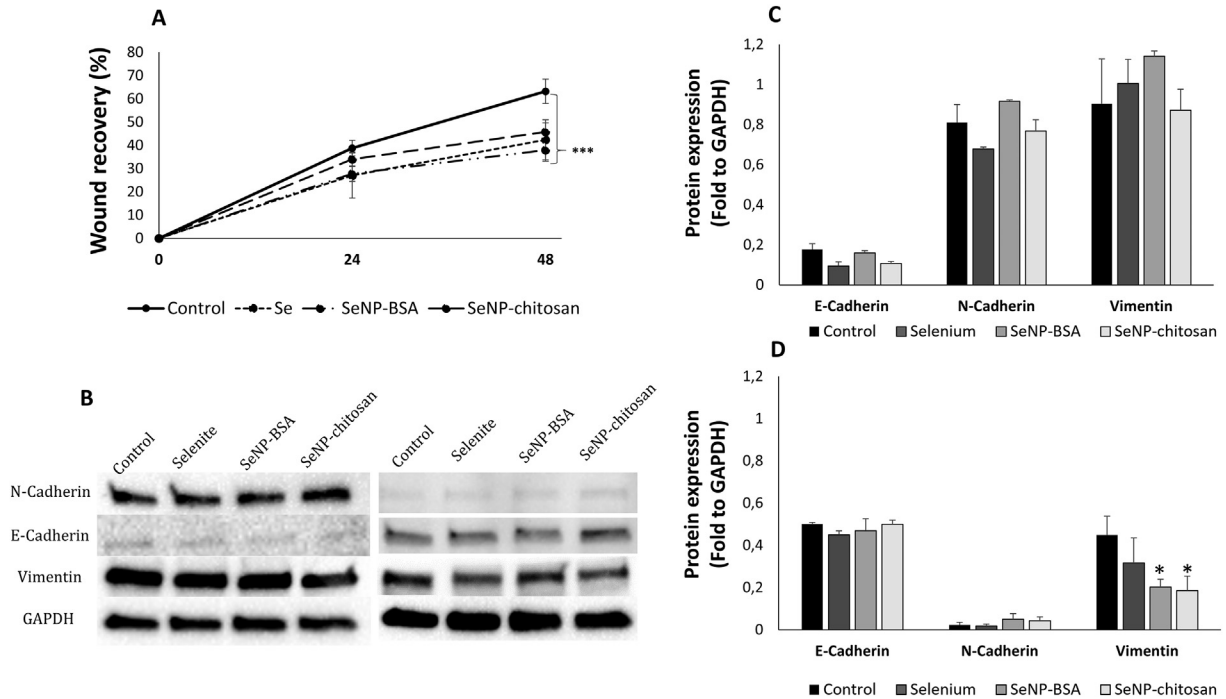 A
Wound recovery (%)
80
70
60
50
40
30
20
10
0
0 24 48
***
Control Se SeNP-BSA SeNP-chitosan
B
Control Selenite SeNP-BSA SeNP-chitosan Control Selenite SeNP-BSA SeNP-chitosan
N-Cadherin
E-Cadherin
Vimentin
GAPDH
C
Protein expression
(Fold to GAPDH)
1,2
1
0,8
0,6
0,4
0,2
0
E-Cadherin N-Cadherin Vimentin
Control Selenium SeNP-BSA SeNP-chitosan
D
Protein expression
(Fold to GAPDH)
1,2
1
0,8
0,6
0,4
0,2
0
* *
E-Cadherin N-Cadherin Vimentin
Control Selenium SeNP-BSA SeNP-chitosan